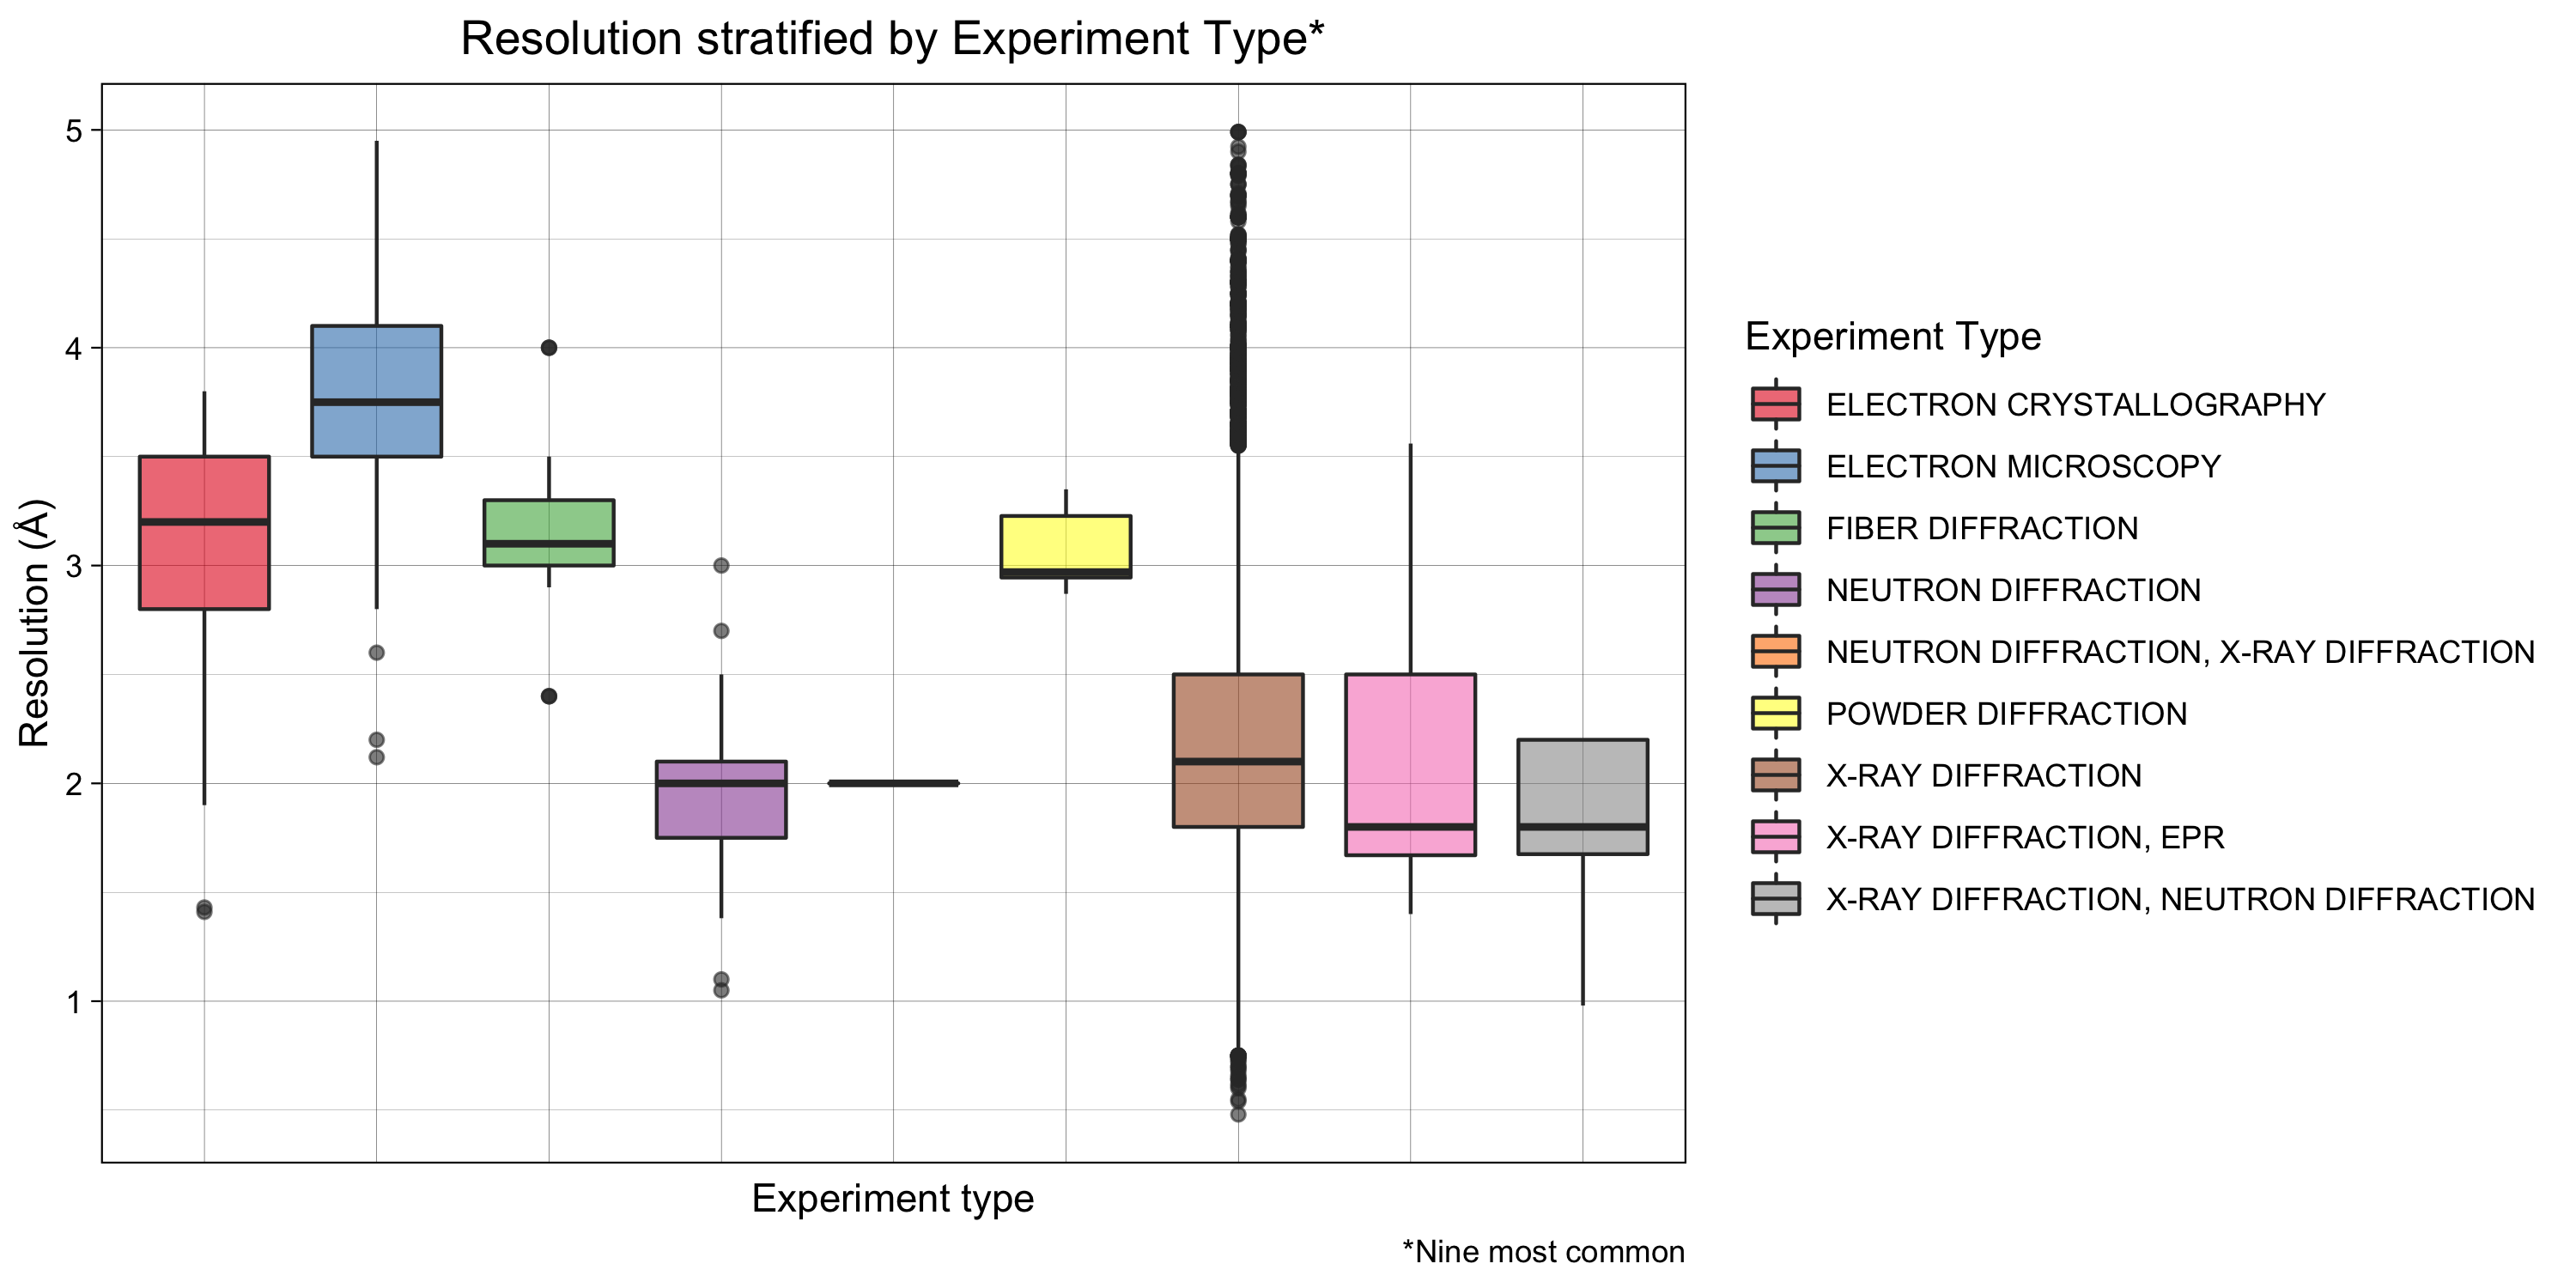 Resolution stratified by Experiment Type*
Resolution (Å)
5
4
3
2
1
Experiment type
*Nine most common
Experiment Type
ELECTRON CRYSTALLOGRAPHY
ELECTRON MICROSCOPY
FIBER DIFFRACTION
NEUTRON DIFFRACTION
NEUTRON DIFFRACTION, X-RAY DIFFRACTION
POWDER DIFFRACTION
X-RAY DIFFRACTION
X-RAY DIFFRACTION, EPR
X-RAY DIFFRACTION, NEUTRON DIFFRACTION